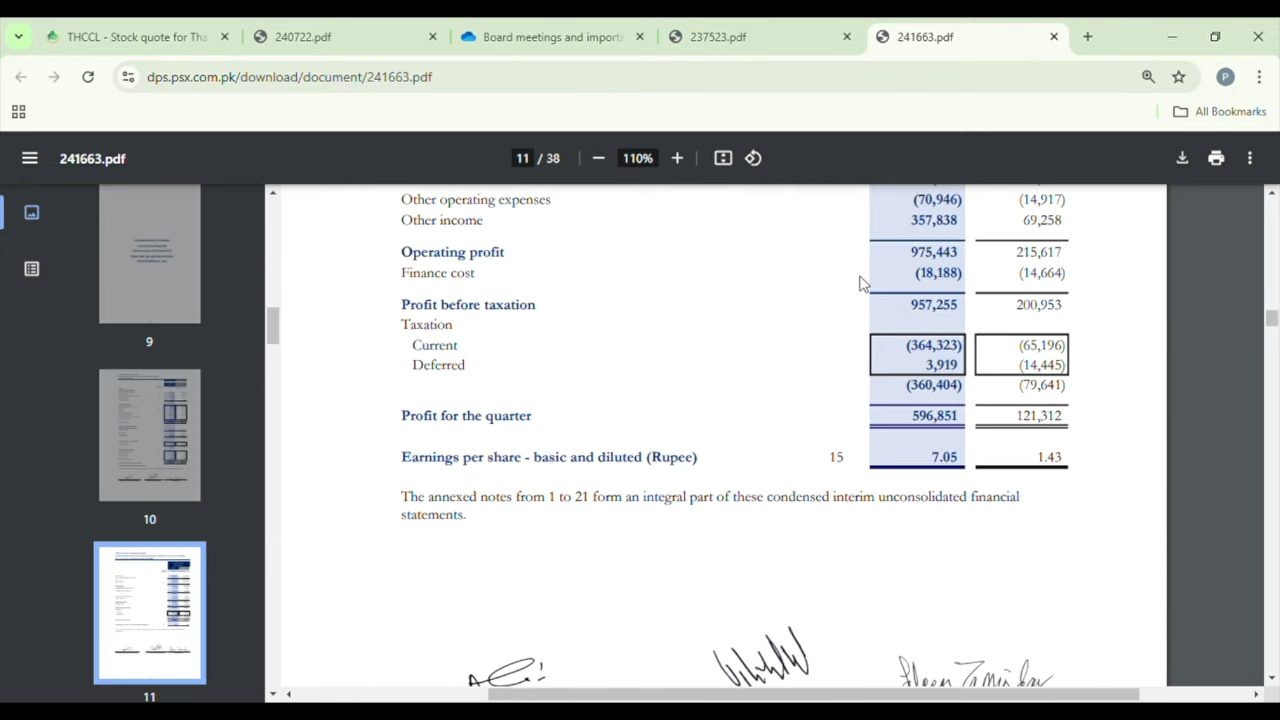 THCCL - Stock quote for Tha
240722.pdf
Board meetings and importa
237523.pdf
241663.pdf
dps.psx.com.pk/download/document/241663.pdf
P
All Bookmarks
241663.pdf
11 / 38
110%
Other operating expenses (70,946) (14,917)
Other income 357,838 69,258
Operating profit 975,443 215,617
Finance cost (18,188) (14,664)
Profit before taxation 957,255 200,953
Taxation
Current (364,323) (65,196)
Deferred 3,919 (14,445)
(360,404) (79,641)
Profit for the quarter 596,851 121,312
Earnings per share - basic and diluted (Rupee) 15 7.05 1.43
The annexed notes from 1 to 21 form an integral part of these condensed interim unconsolidated financial
statements.
9
10
11